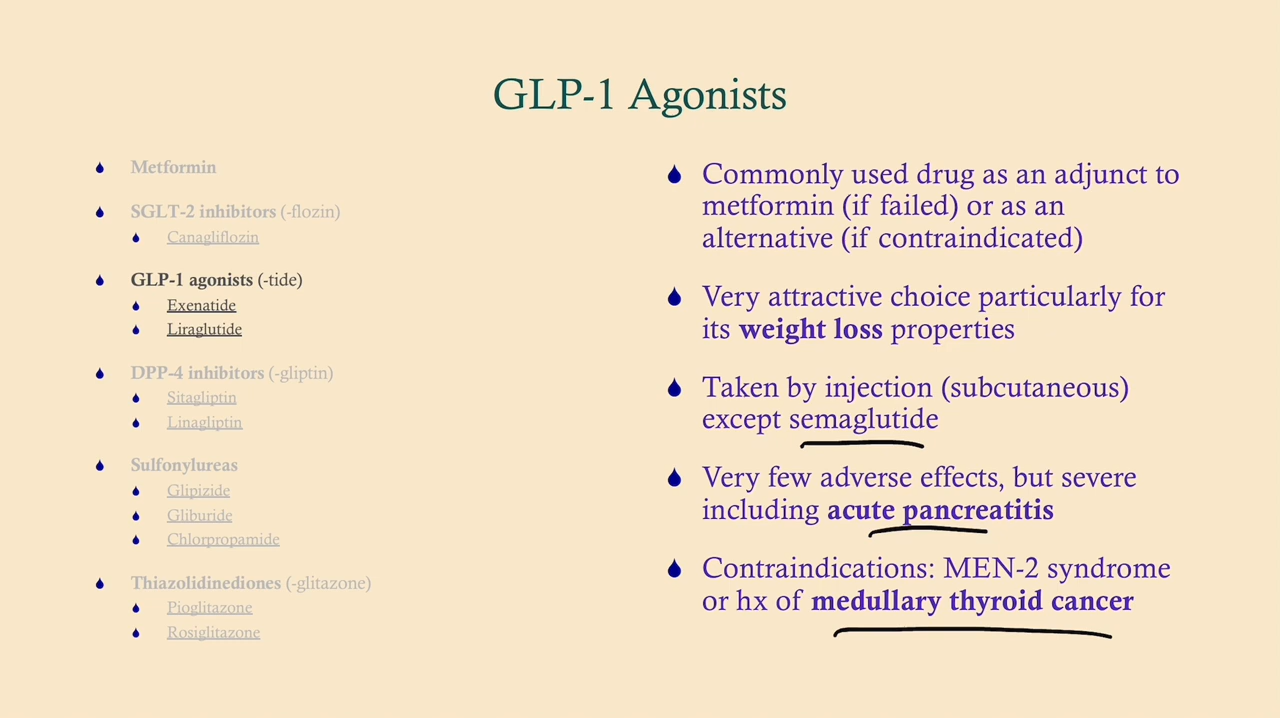 GLP-1 Agonists
Metformin
SGLT-2 inhibitors (-flozin)
Canagliflozin
GLP-1 agonists (-tide)
Exenatide
Liraglutide
DPP-4 inhibitors (-gliptin)
Sitagliptin
Linagliptin
Sulfonylureas
Glipizide
Gliburide
Chlorpropamide
Thiazolidinediones (-glitazone)
Pioglitazone
Rosiglitazone
Commonly used drug as an adjunct to
metformin (if failed) or as an
alternative (if contraindicated)
Very attractive choice particularly for
its weight loss properties
Taken by injection (subcutaneous)
except semaglutide
Very few adverse effects, but severe
including acute pancreatitis
Contraindications: MEN-2 syndrome
or hx of medullary thyroid cancer